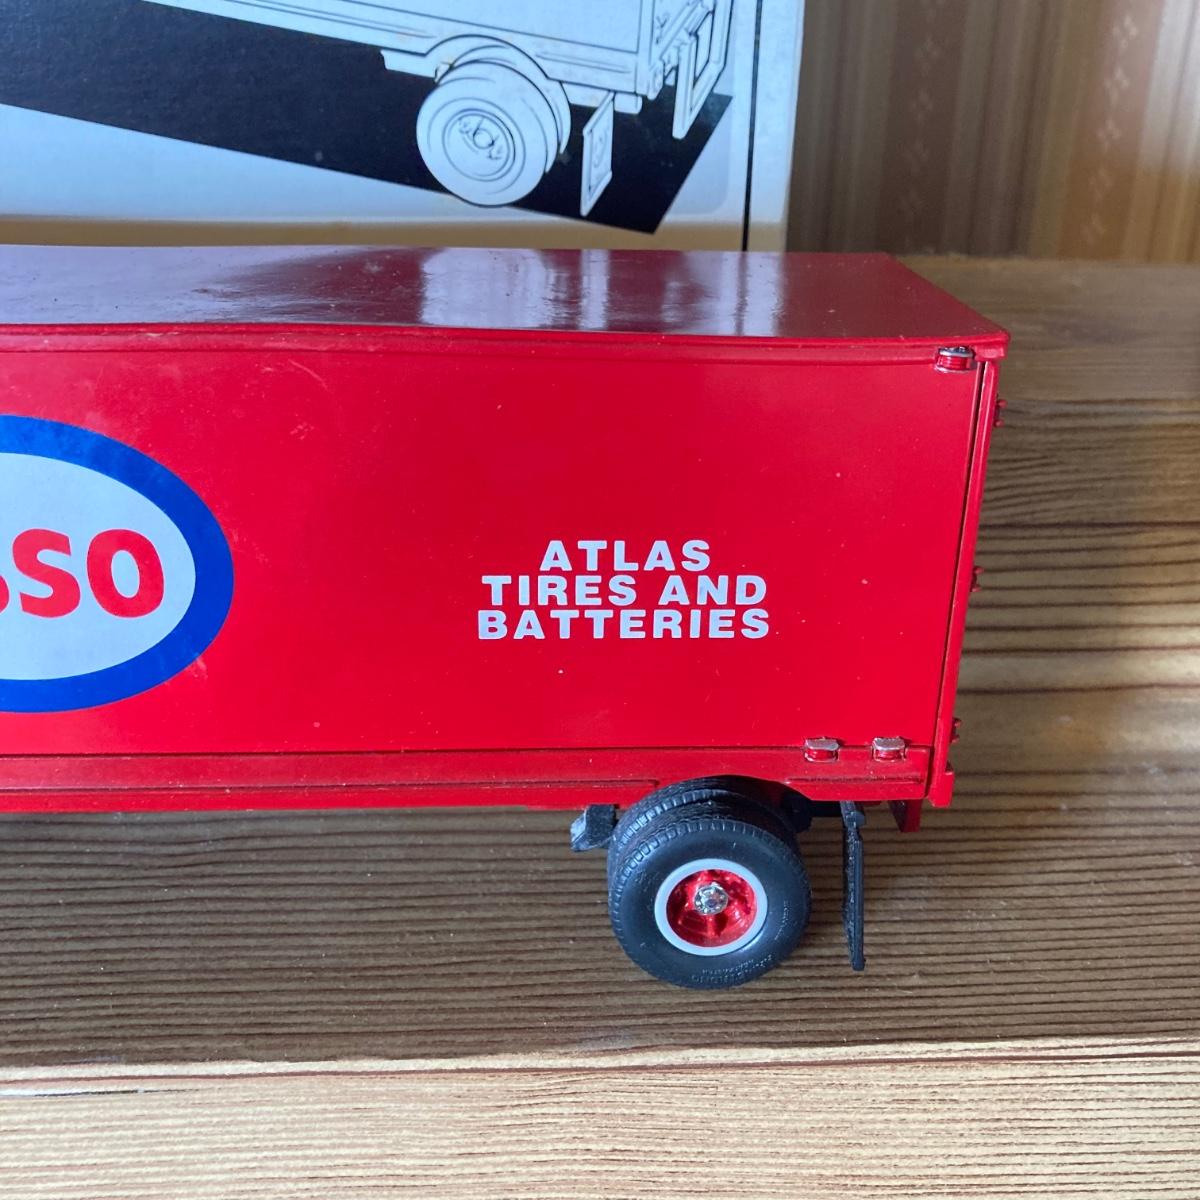 SSO
ATLAS
TIRES AND
BATTERIES